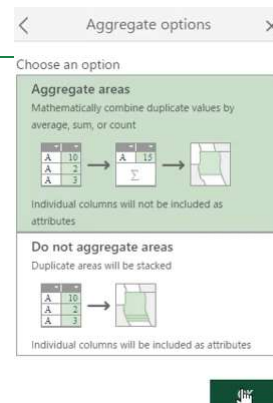 Aggregate options
Choose an option
Aggregate areas
Mathematically combine duplicate values by
average, sum, or count
A 10
A 2
A 3
A 15
Σ
Individual columns will not be included as
attributes
Do not aggregate areas
Duplicate areas will be stacked
A 10
A 2
A 3
Individual columns will be included as attributes